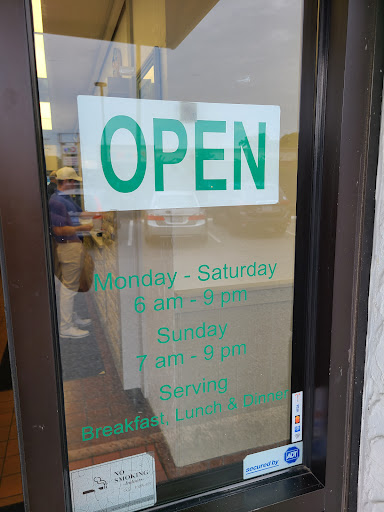 OPEN
Monday - Saturday
6 am - 9 pm
Sunday
7 am - 9 pm
Serving
Breakfast, Lunch & Dinner
NO
SMOKING
secured by ADT